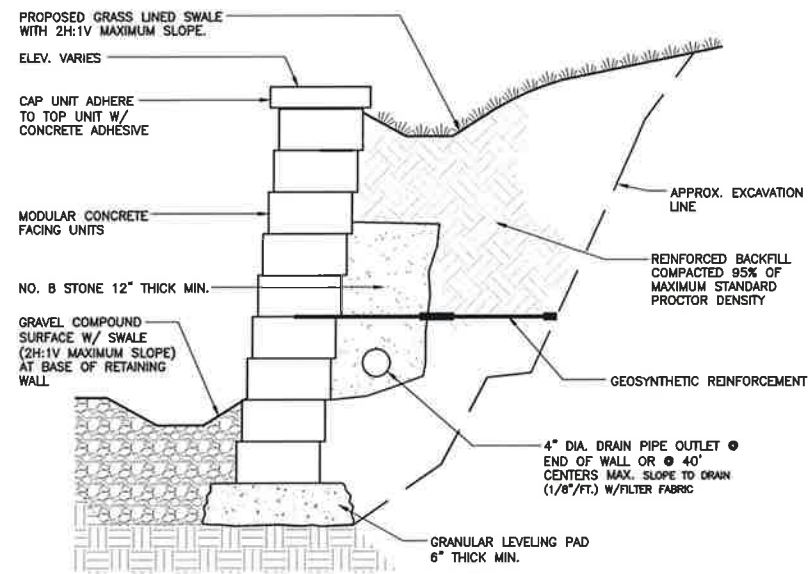 PROPOSED GRASS LINED SWALE
WITH 2H:1V MAXIMUM SLOPE.
ELEV. VARIES
CAP UNIT ADHERE
TO TOP UNIT W/
CONCRETE ADHESIVE
MODULAR CONCRETE
FACING UNITS
NO. 8 STONE 12" THICK MIN.
GRAVEL COMPOUND
SURFACE W/ SWALE
(2H:1V MAXIMUM SLOPE)
AT BASE OF RETAINING
WALL
APPROX. EXCAVATION
LINE
REINFORCED BACKFILL
COMPACTED 95% OF
MAXIMUM STANDARD
PROCTOR DENSITY
GEOSYNTHETIC REINFORCEMENT
4" DIA. DRAIN PIPE OUTLET @
END OF WALL OR @ 40'
CENTERS MAX. SLOPE TO DRAIN
(1/8"/FT.) W/FILTER FABRIC
GRANULAR LEVELING PAD
6" THICK MIN.